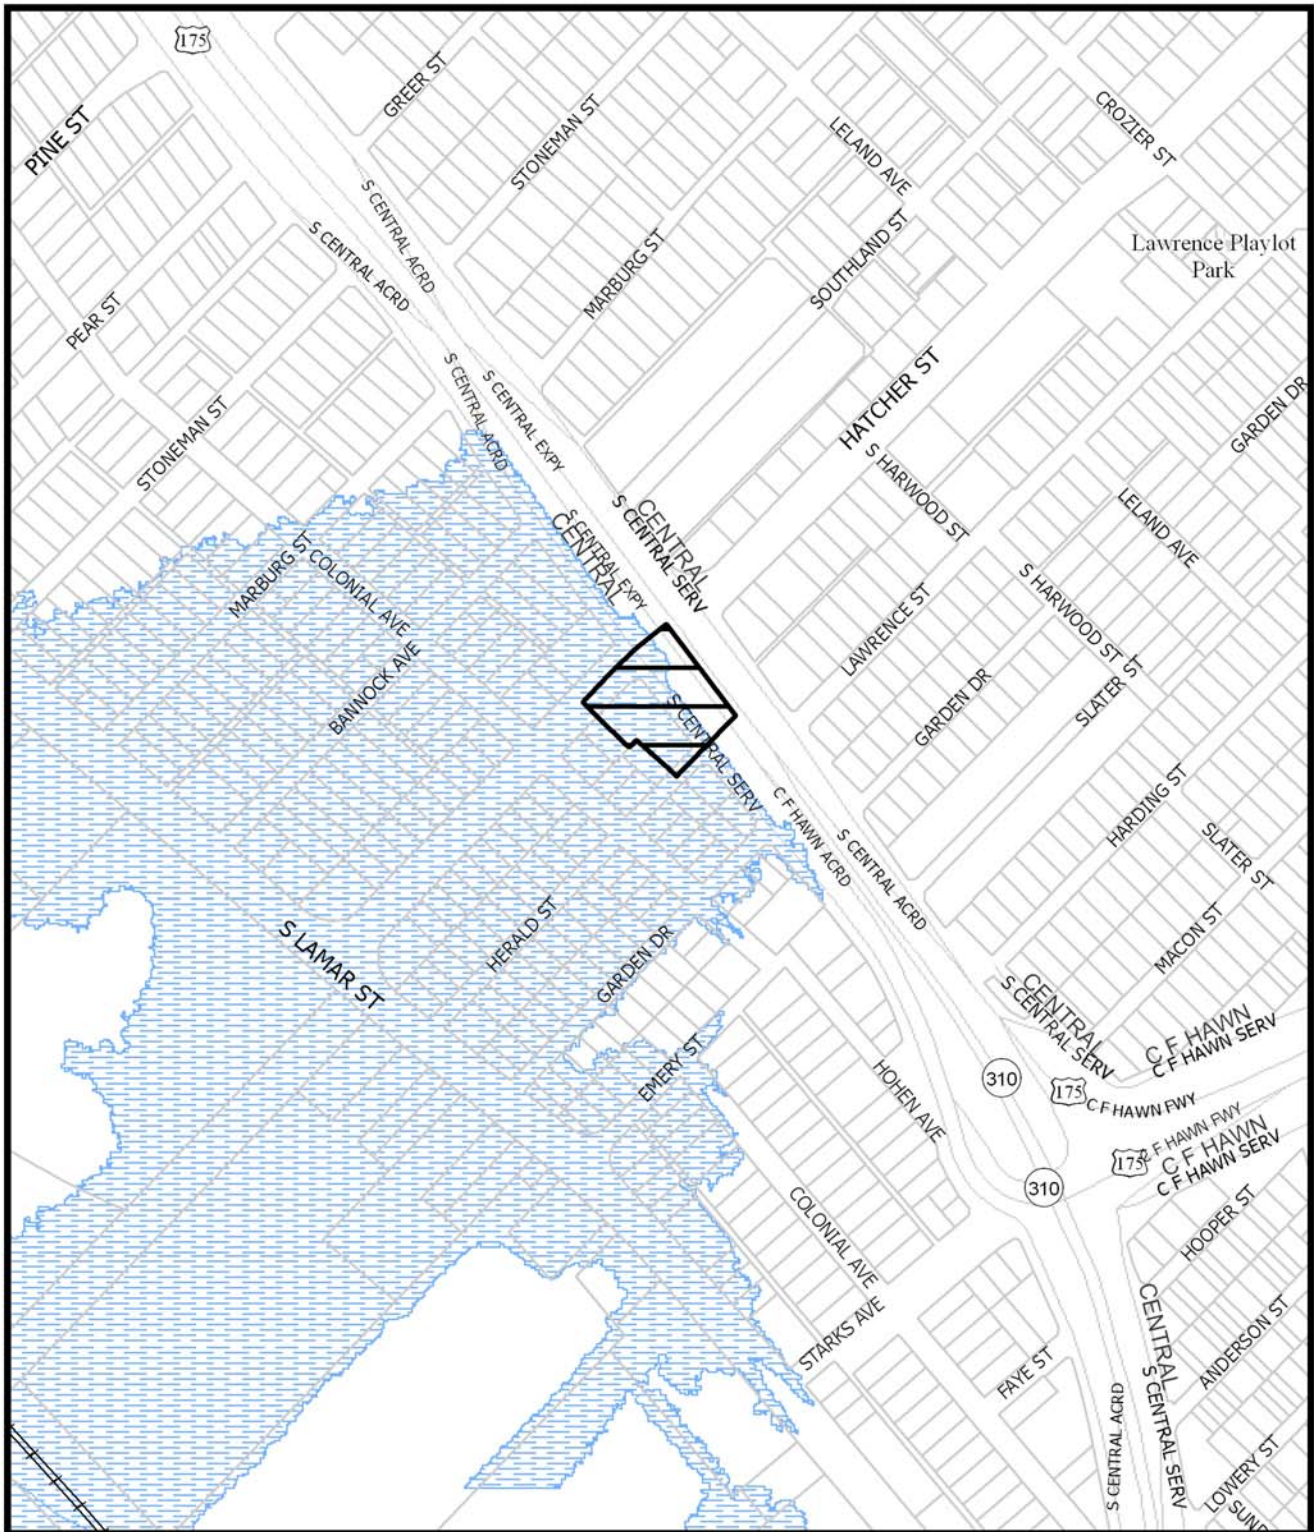 175
PINE ST
GREER ST
STONEMAN ST
CROZIER ST
LELAND AVE
S CENTRAL ACRD
S CENTRAL ACRD
MARBURG ST
SOUTHLAND ST
Lawrence Playlot
Park
PEAR ST
STONEMAN ST
S CENTRAL ACRD
S CENTRAL EXPY
HATCHER ST
GARDEN DR
S HARWOOD ST
LELAND AVE
CENTRAL
S CENTRAL SERV
S CENTRAL EXPY
CENTRAL
MARBURG ST
COLONIAL AVE
BANNOCK AVE
LAWRENCE ST
S HARWOOD ST
GARDEN DR
SLATER ST
S CENTRAL SERV
C F HAWN ACRD
S CENTRAL ACRD
HARDING ST
SLATER ST
MACON ST
HERALD ST
GARDEN DR
S LAMAR ST
CENTRAL
S CENTRAL SERV
C F HAWN
C F HAWN SERV
EMERY ST
HOHEN AVE
310
175
C F HAWN FWY
C F HAWN FWY
175
C F HAWN
C F HAWN SERV
310
COLONIAL AVE
HOOPER ST
STARKS AVE
CENTRAL
S CENTRAL SERV
ANDERSON ST
FAYE ST
S CENTRAL ACRD
LOWERY ST